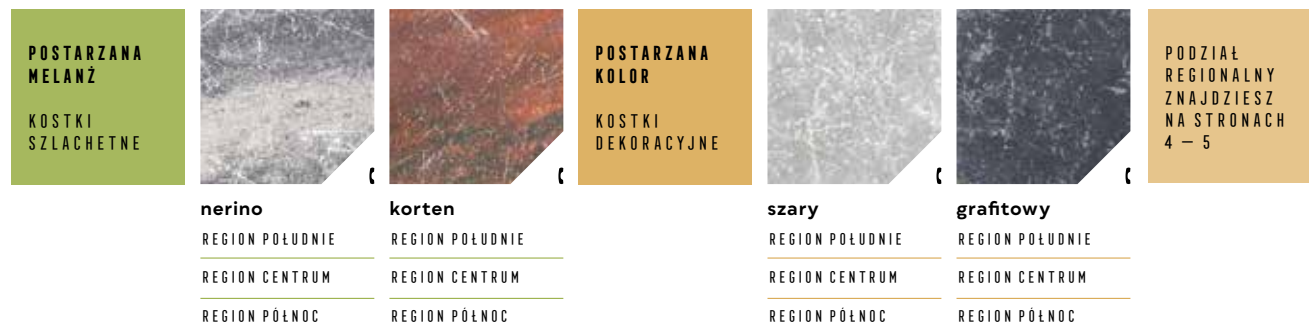 POSTARZANA
MELANŻ
KOSTKI
SZLACHETNE
nerino
REGION POŁUDNIE
REGION CENTRUM
REGION PÓŁNOC
korten
REGION POŁUDNIE
REGION CENTRUM
REGION PÓŁNOC
POSTARZANA
KOLOR
KOSTKI
DEKORACYJNE
szary
REGION POŁUDNIE
REGION CENTRUM
REGION PÓŁNOC
grafitowy
REGION POŁUDNIE
REGION CENTRUM
REGION PÓŁNOC
PODZIAŁ
REGIONALNY
ZNAJDZIESZ
NA STRONACH
4 – 5